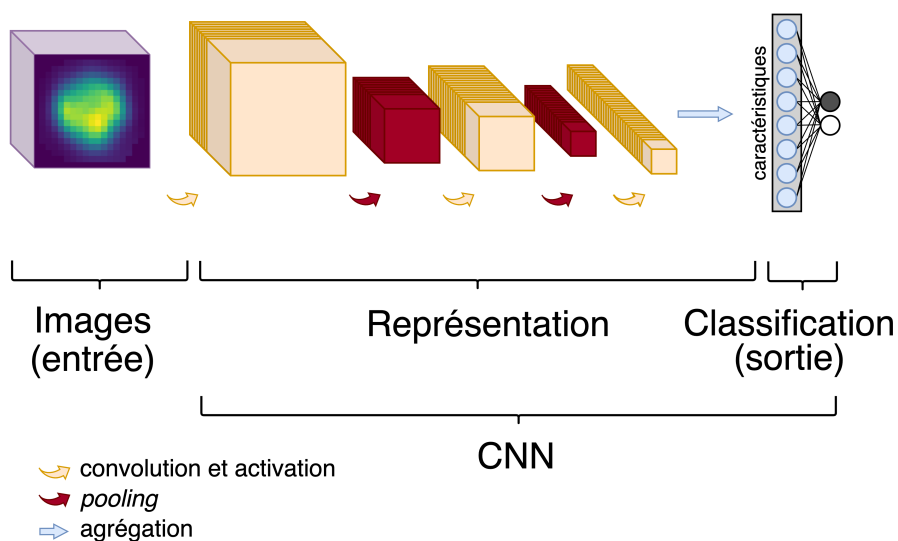 caractéristiques
Images
(entrée)
Représentation
Classification
(sortie)
CNN
convolution et activation
pooling
agrégation